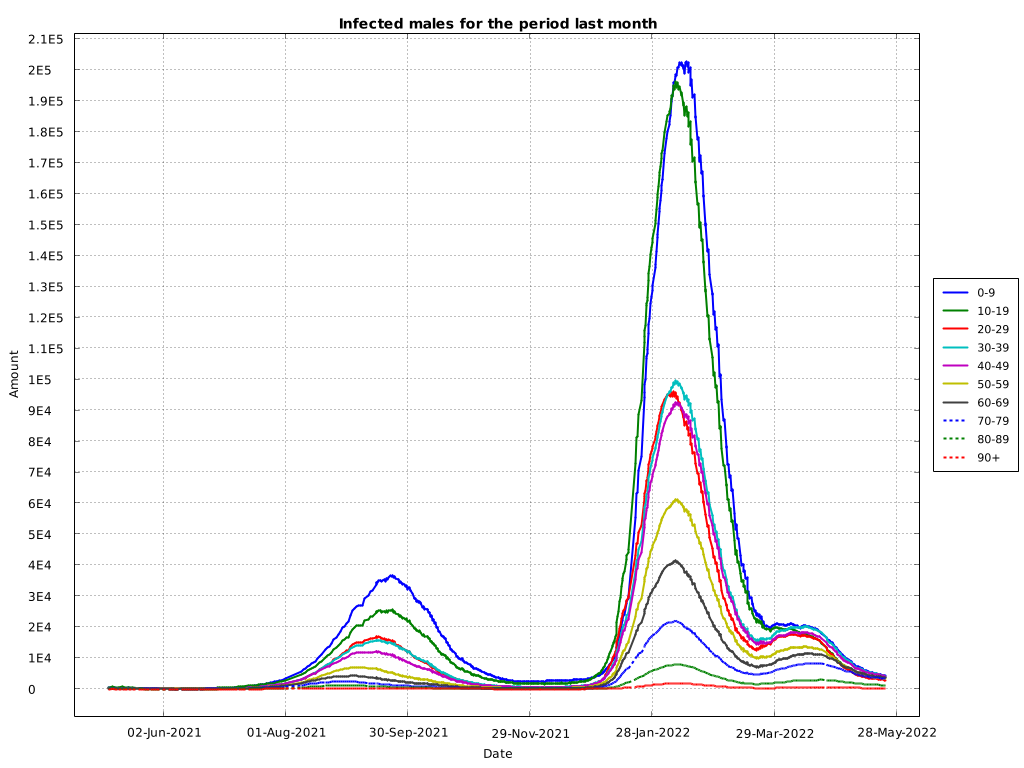 Infected males for the period last month
2.1E5
2E5
1.9E5
1.8E5
1.7E5
1.6E5
1.5E5
1.4E5
1.3E5
1.2E5
1.1E5
1E5
9E4
8E4
7E4
6E4
5E4
4E4
3E4
2E4
1E4
0
Amount
02-Jun-2021 01-Aug-2021 30-Sep-2021 29-Nov-2021 28-Jan-2022 29-Mar-2022 28-May-2022
Date
0-9
10-19
20-29
30-39
40-49
50-59
60-69
70-79
80-89
90+